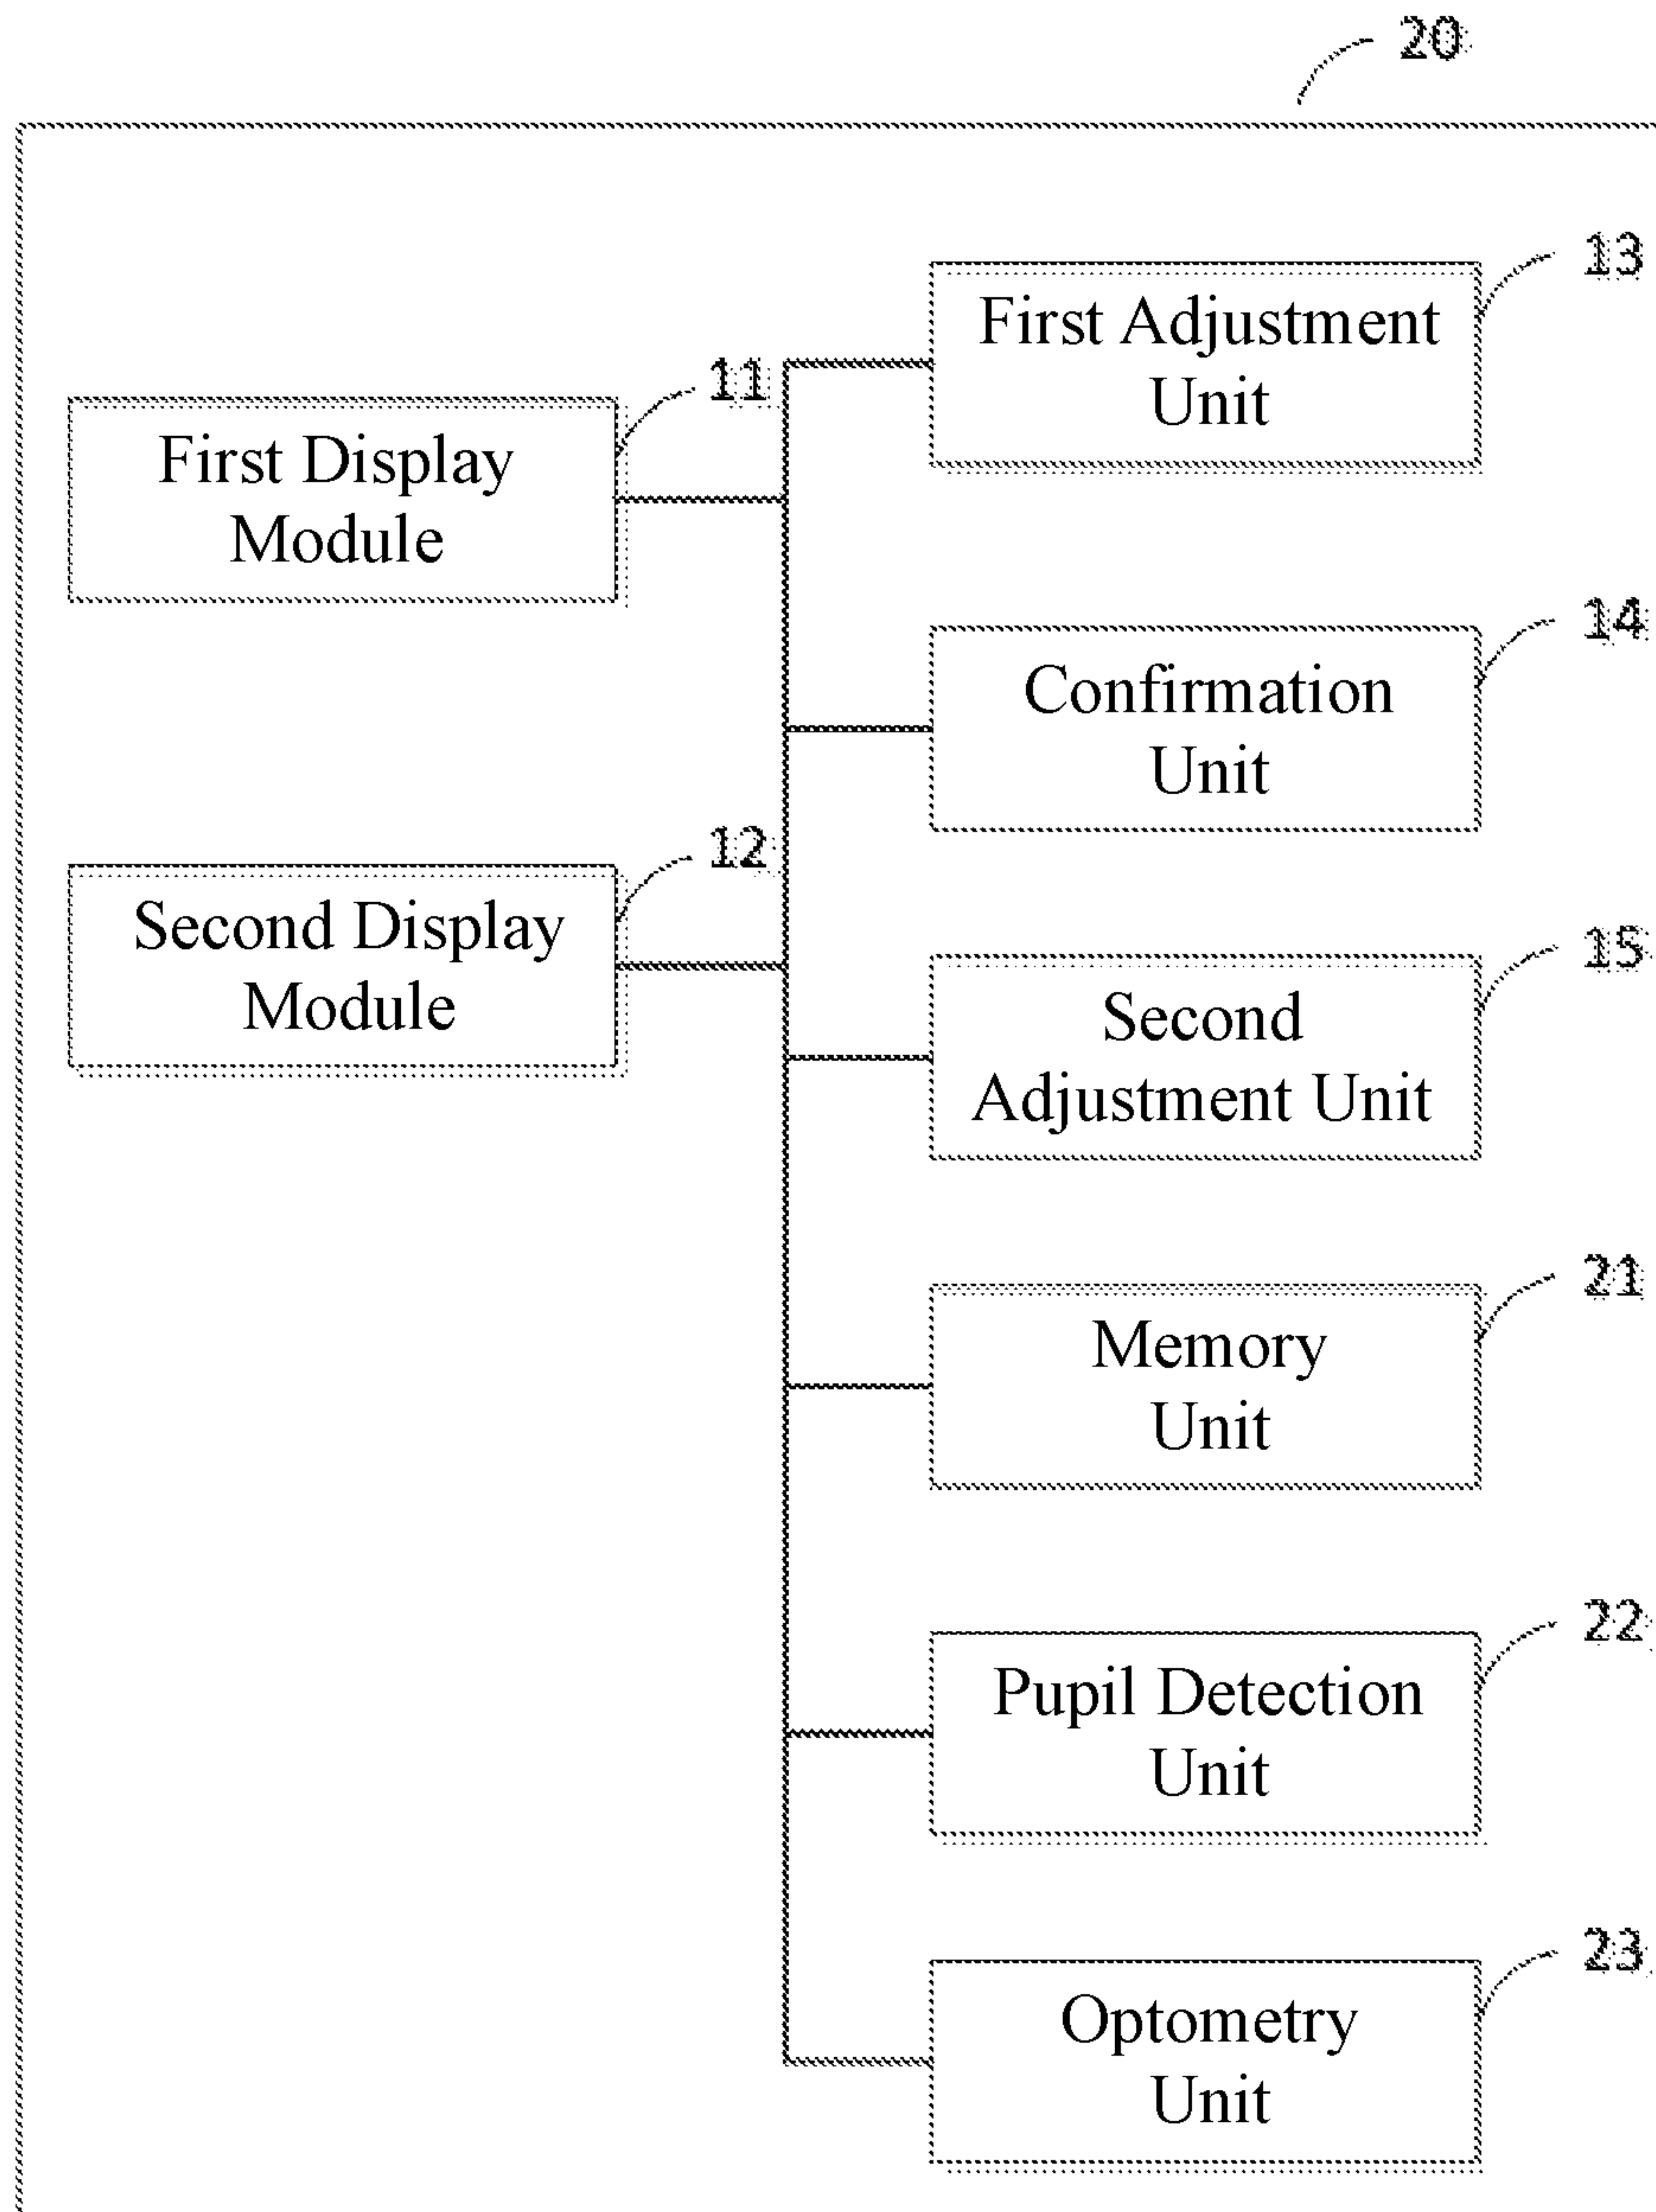 20
13
First Adjustment
Unit
11
First Display
Module
14
Confirmation
Unit
12
Second Display
Module
15
Second
Adjustment Unit
21
Memory
Unit
22
Pupil Detection
Unit
23
Optometry
Unit